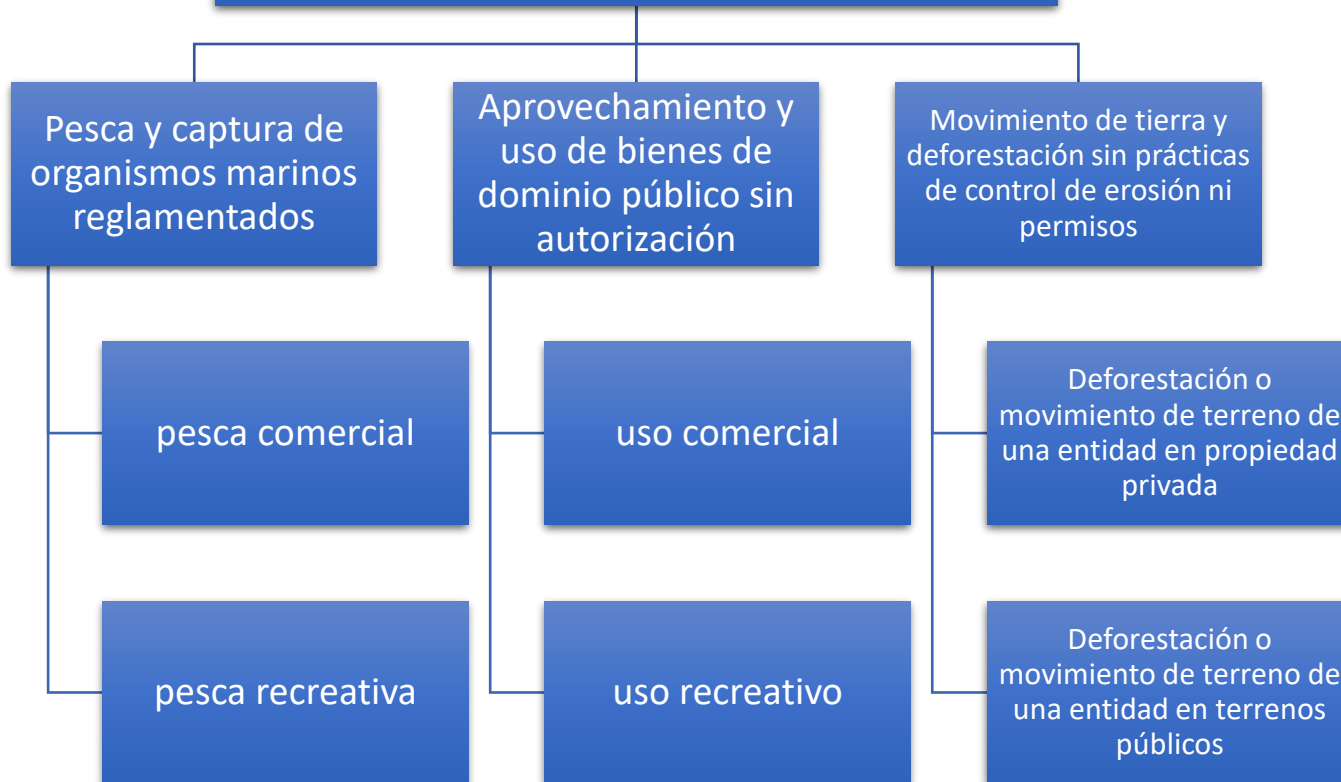 Pesca y captura de
organismos marinos
reglamentados
Aprovechamiento y
uso de bienes de
dominio público sin
autorización
Movimiento de tierra y
deforestación sin prácticas
de control de erosión ni
permisos
pesca comercial
uso comercial
Deforestación o
movimiento de terreno de
una entidad en propiedad
privada
pesca recreativa
uso recreativo
Deforestación o
movimiento de terreno de
una entidad en terrenos
públicos